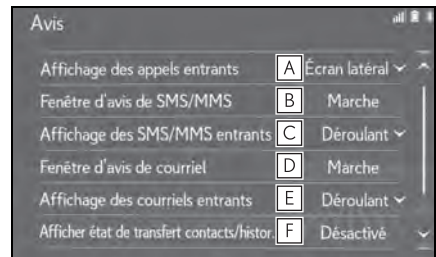 Avis
Affichage des appels entrants A Écran latéral
Fenêtre d'avis de SMS/MMS B Marche
Affichage des SMS/MMS entrants C Déroulant
Fenêtre d'avis de courriel D Marche
Affichage des courriels entrants E Déroulant
Afficher état de transfert contacts/histor. F Désactivé